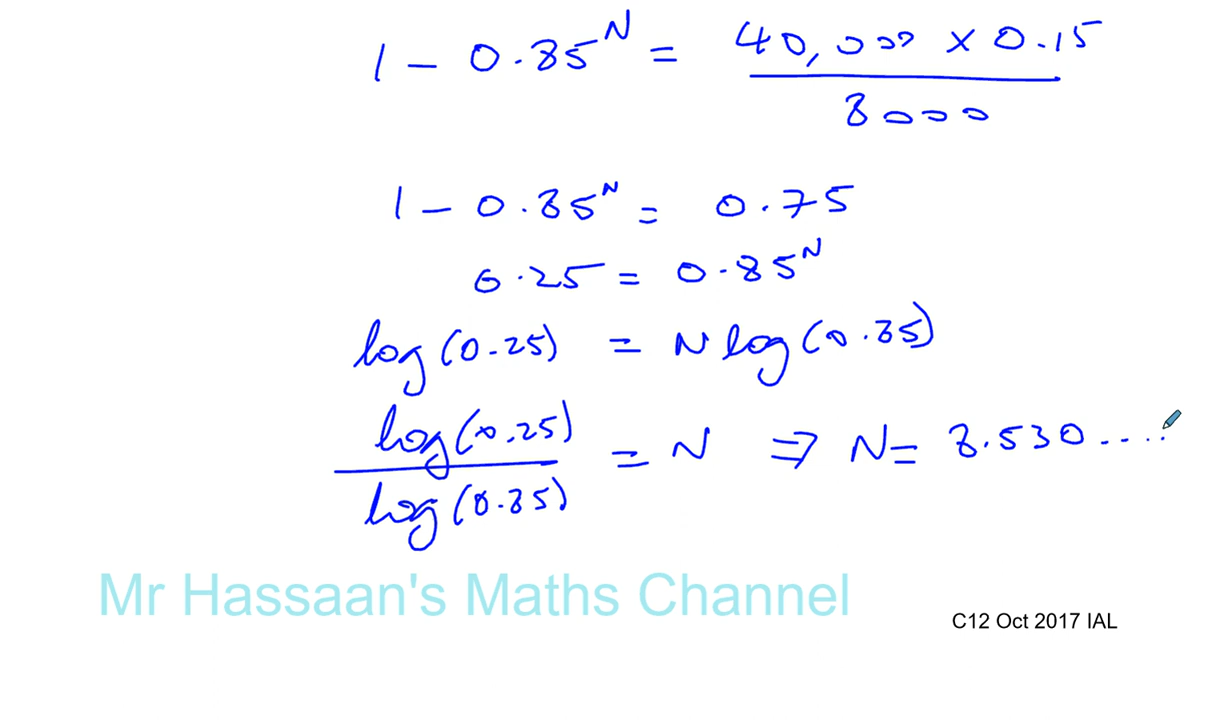 1 - 0.85^N = 40,000 × 0.15 / 8000
1 - 0.85^N = 0.75
0.25 = 0.85^N
log(0.25) = N log(0.85)
log(0.25) / log(0.85) = N ⇒ N = 8.530.....
Mr Hassaan's Maths Channel
C12 Oct 2017 IAL